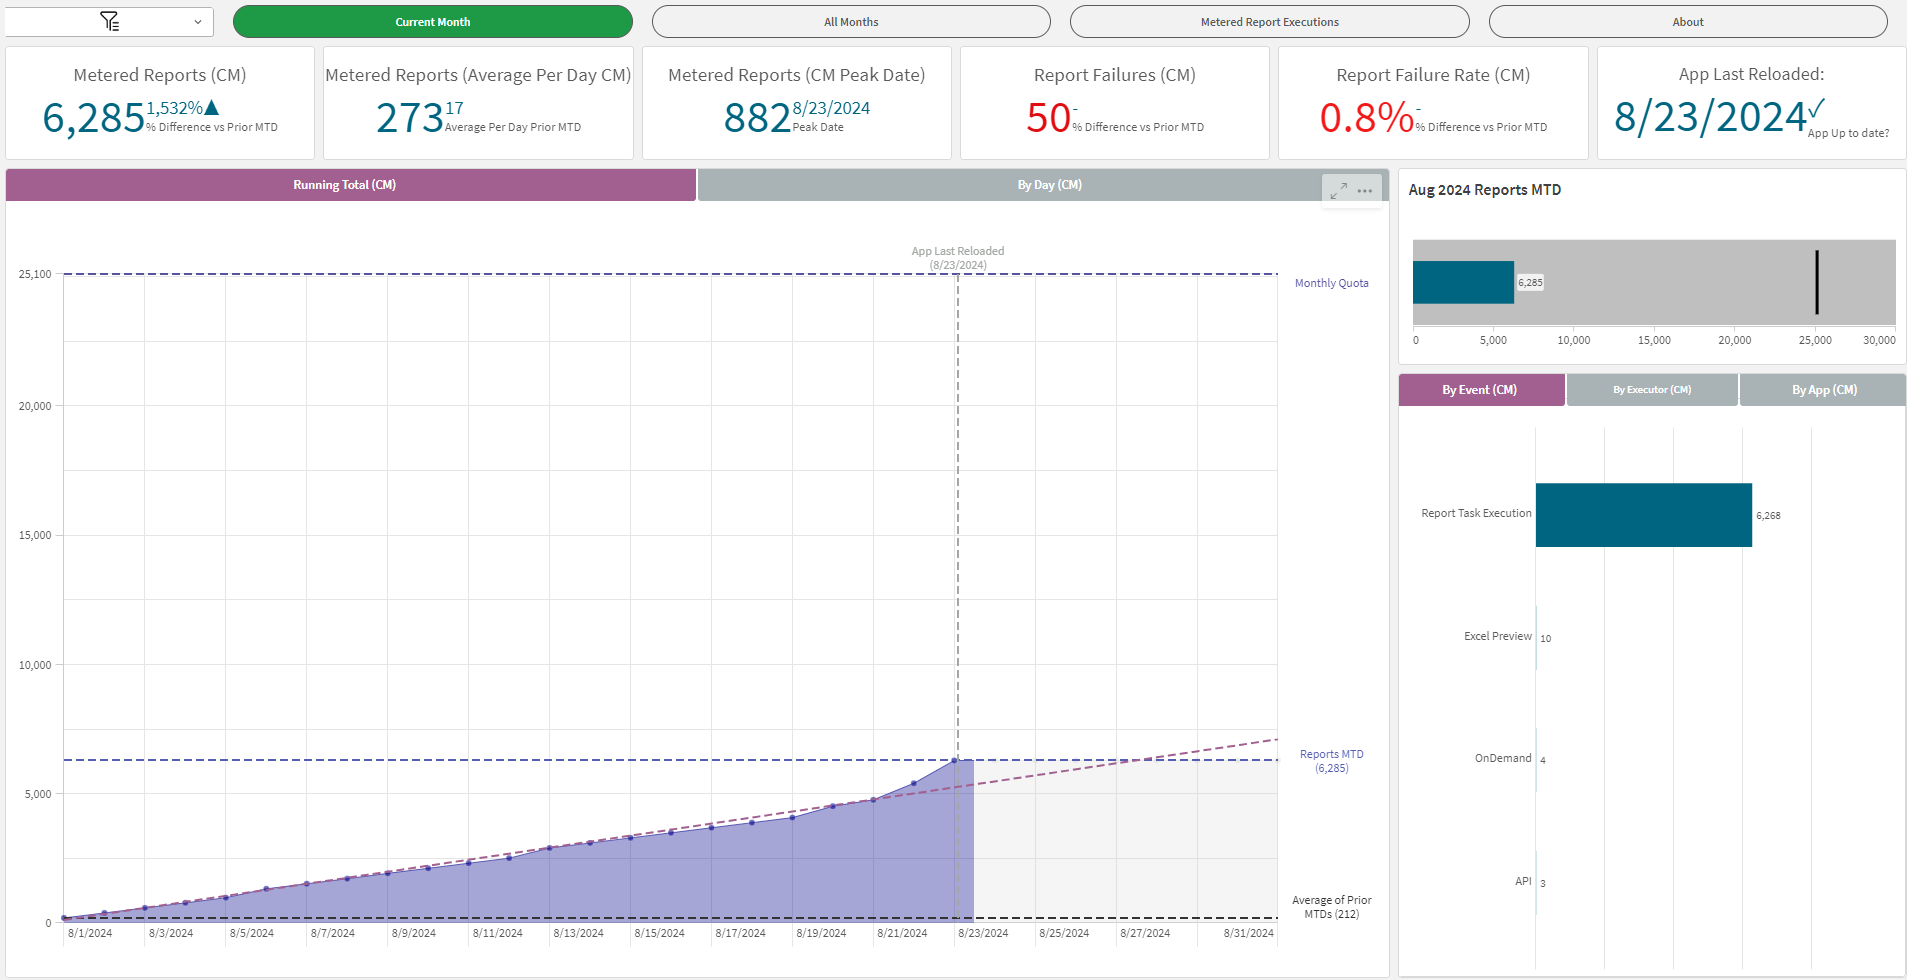 Current Month
All Months
Metered Report Executions
About
Metered Reports (CM)
6,285
1,532%▲
% Difference vs Prior MTD
Metered Reports (Average Per Day CM)
273
17
Average Per Day Prior MTD
Metered Reports (CM Peak Date)
882
8/23/2024
Peak Date
Report Failures (CM)
50
-
% Difference vs Prior MTD
Report Failure Rate (CM)
0.8%
-
% Difference vs Prior MTD
App Last Reloaded:
8/23/2024
✓
App Up to date?
Running Total (CM)
By Day (CM)
App Last Reloaded
(8/23/2024)
25,100
20,000
15,000
10,000
5,000
0
Monthly Quota
Reports MTD
(6,285)
Average of Prior
MTDs (212)
8/1/2024
8/3/2024
8/5/2024
8/7/2024
8/9/2024
8/11/2024
8/13/2024
8/15/2024
8/17/2024
8/19/2024
8/21/2024
8/23/2024
8/25/2024
8/27/2024
8/31/2024
Aug 2024 Reports MTD
6,285
0
5,000
10,000
15,000
20,000
25,000
30,000
By Event (CM)
By Executor (CM)
By App (CM)
Report Task Execution
6,268
Excel Preview
10
OnDemand
4
API
3